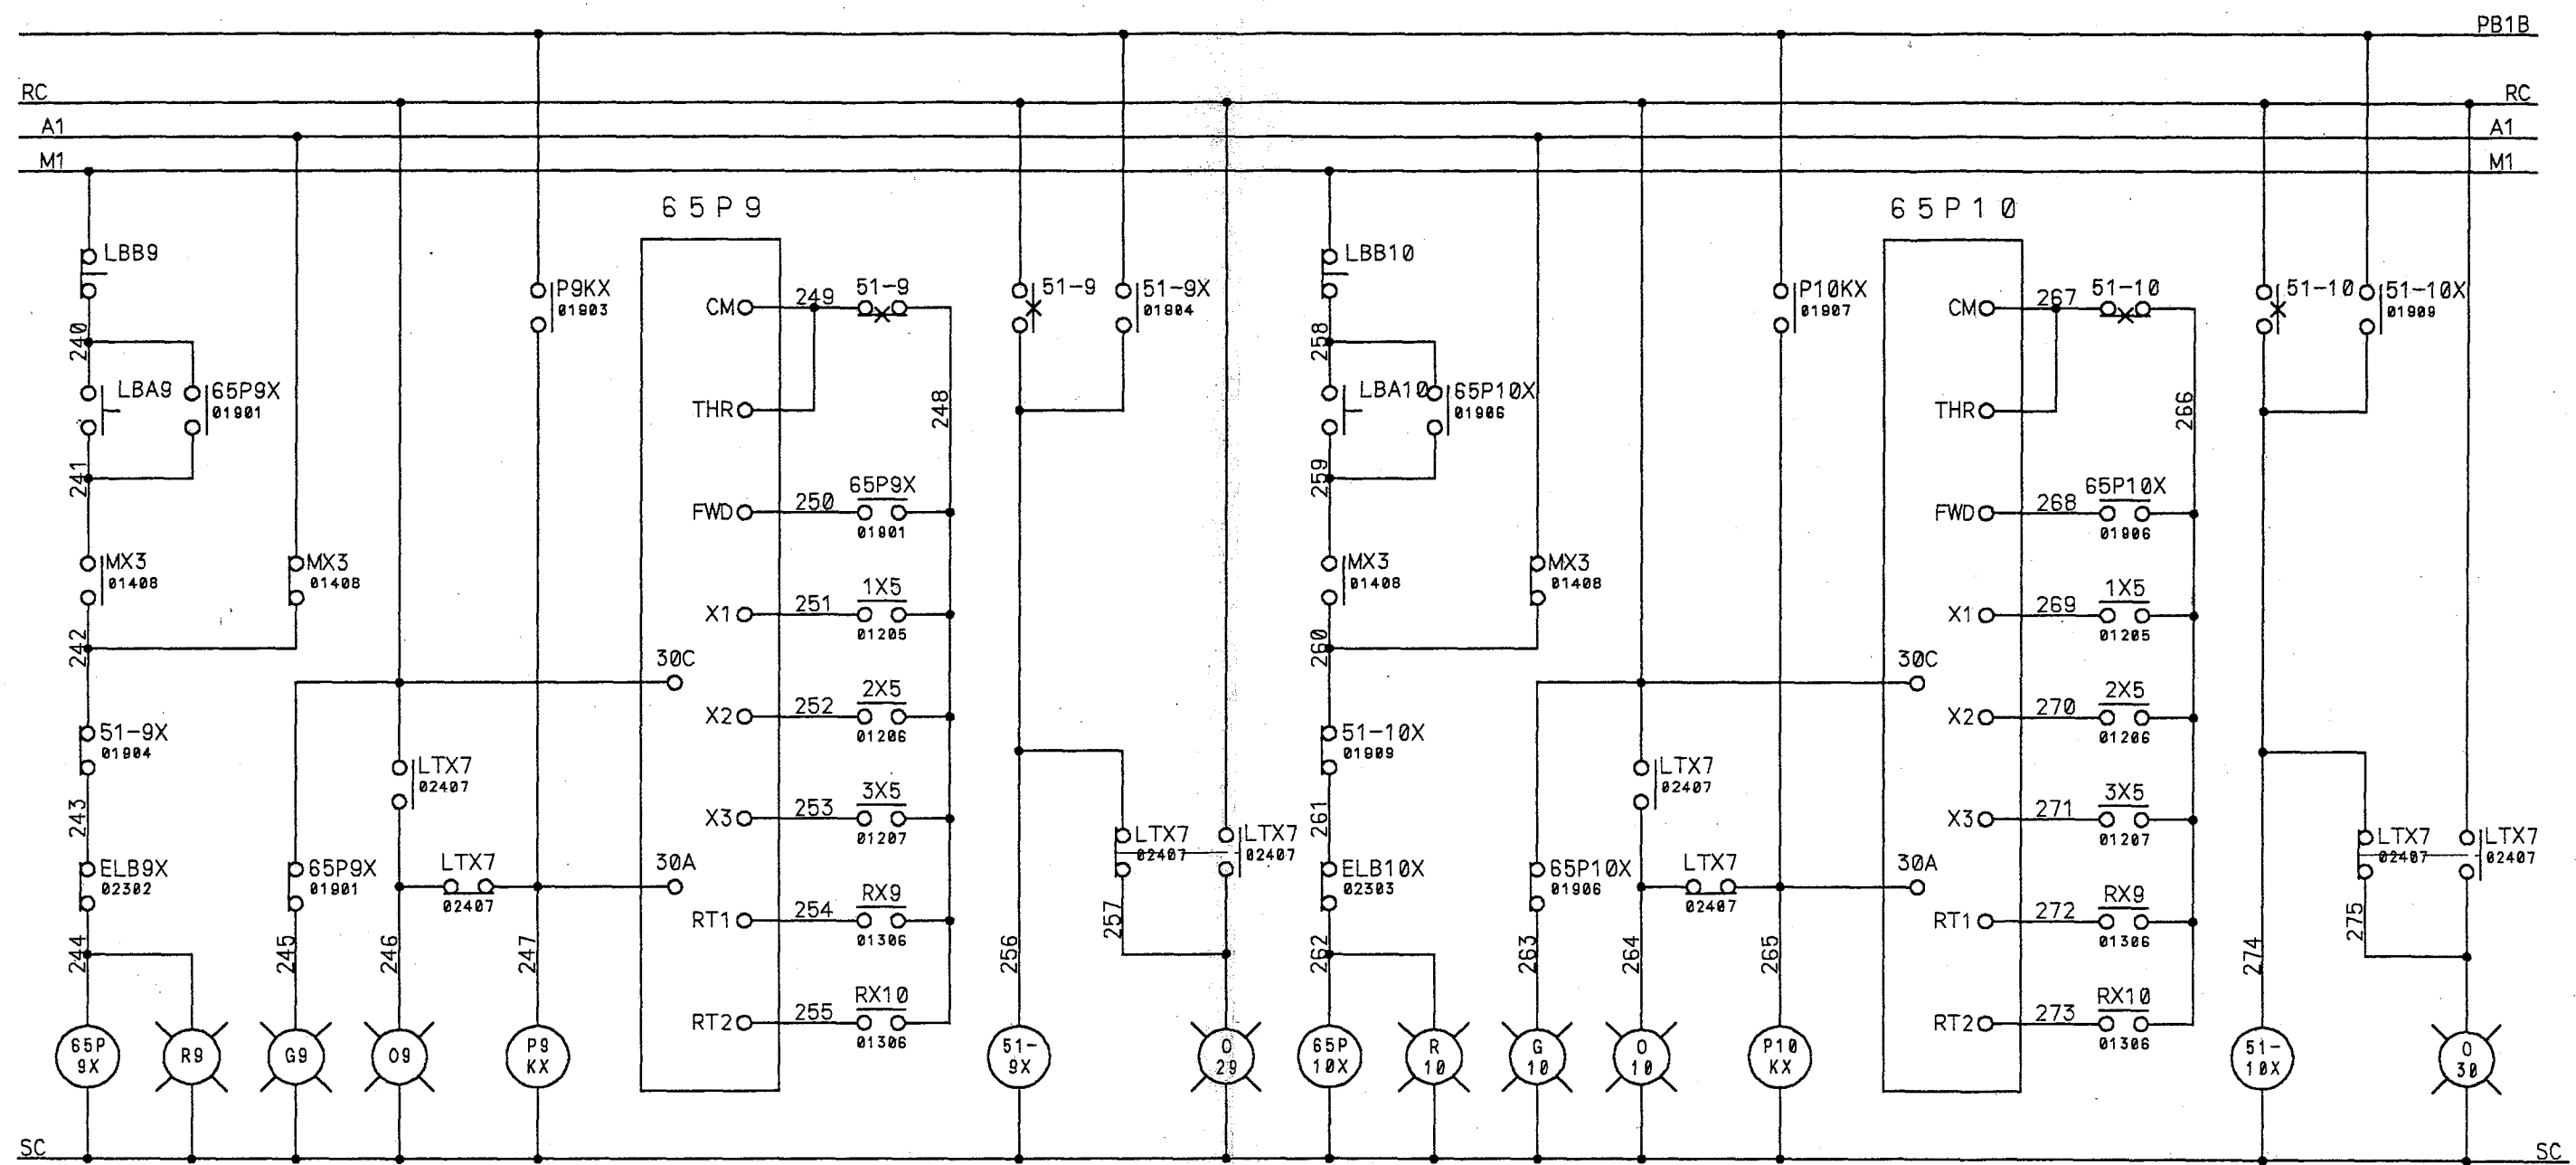 PB1B
RC
RC
A1
A1
M1
M1
65P9
65P10
LBB9
240
LBA9
65P9X
01901
241
MX3
01408
MX3
01408
242
51-9X
01904
243
ELB9X
02302
244
65P
9X
R9
65P9X
01901
245
G9
LTX7
02407
LTX7
02407
246
O9
P9KX
01903
247
P9
KX
CM
249
51-9
THR
248
FWD
250
65P9X
01901
X1
251
1X5
01205
30C
X2
252
2X5
01206
X3
253
3X5
01207
30A
RT1
254
RX9
01306
RT2
255
RX10
01306
51-9
51-9X
01904
256
51-
9X
LTX7
02407
257
LTX7
02407
O
29
LBB10
258
LBA10
65P10X
01906
259
MX3
01408
MX3
01408
260
51-10X
01909
261
ELB10X
02303
262
65P
10X
R
10
65P10X
01906
263
G
10
LTX7
02407
LTX7
02407
264
O
10
P10KX
01907
265
P10
KX
CM
267
51-10
THR
266
FWD
268
65P10X
01906
X1
269
1X5
01205
30C
X2
270
2X5
01206
X3
271
3X5
01207
30A
RT1
272
RX9
01306
RT2
273
RX10
01306
51-10
51-10X
01909
274
51-
10X
LTX7
02407
275
LTX7
02407
O
30
SC
SC